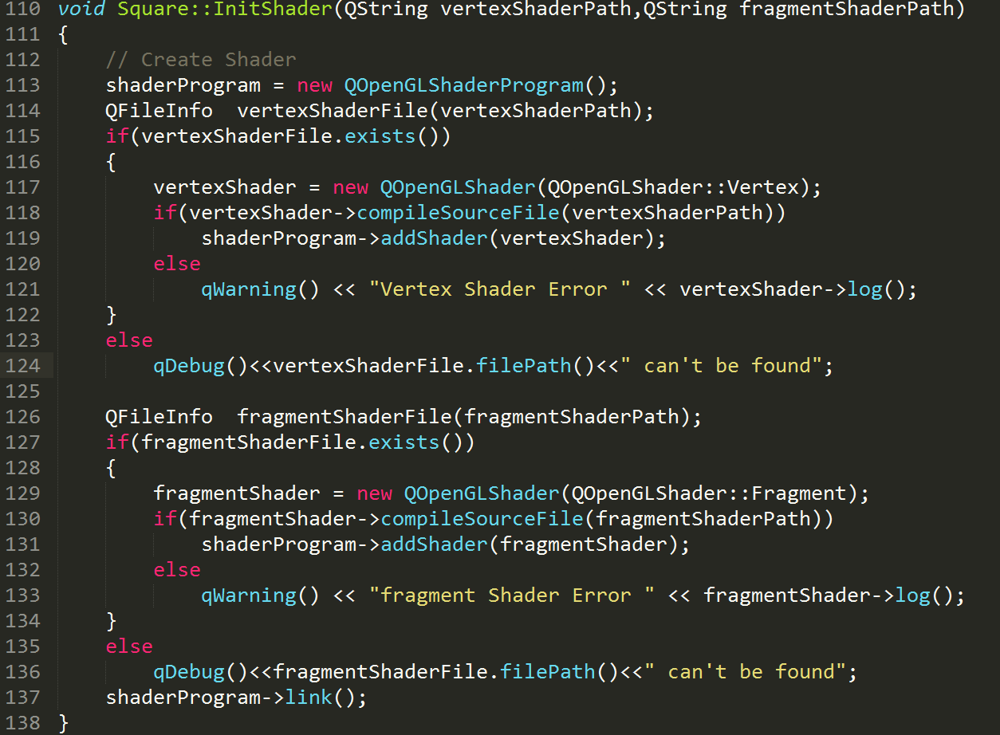 110 void Square::InitShader(QString vertexShaderPath,QString fragmentShaderPath)
111 {
112     // Create Shader
113     shaderProgram = new QOpenGLShaderProgram();
114     QFileInfo  vertexShaderFile(vertexShaderPath);
115     if(vertexShaderFile.exists())
116     {
117         vertexShader = new QOpenGLShader(QOpenGLShader::Vertex);
118         if(vertexShader->compileSourceFile(vertexShaderPath))
119             shaderProgram->addShader(vertexShader);
120         else
121             qWarning() << "Vertex Shader Error " << vertexShader->log();
122     }
123     else
124         qDebug()<<vertexShaderFile.filePath()<<" can't be found";
125
126     QFileInfo  fragmentShaderFile(fragmentShaderPath);
127     if(fragmentShaderFile.exists())
128     {
129         fragmentShader = new QOpenGLShader(QOpenGLShader::Fragment);
130         if(fragmentShader->compileSourceFile(fragmentShaderPath))
131             shaderProgram->addShader(fragmentShader);
132         else
133             qWarning() << "fragment Shader Error " << fragmentShader->log();
134     }
135     else
136         qDebug()<<fragmentShaderFile.filePath()<<" can't be found";
137     shaderProgram->link();
138 }